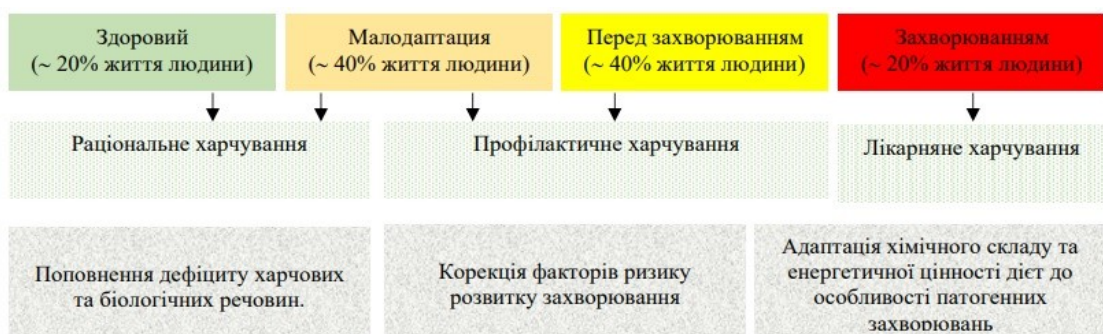 Здоровий
(~ 20% життя людини)
Малодаптация
(~ 40% життя людини)
Перед захворюванням
(~ 40% життя людини)
Захворюванням
(~ 20% життя людини)
Раціональне харчування
Профілактичне харчування
Лікарняне харчування
Поповнення дефіциту харчових
та біологічних речовин.
Корекція факторів ризику
розвитку захворювання
Адаптація хімічного складу та
енергетичної цінності дієт до
особливості патогенних
захворювань